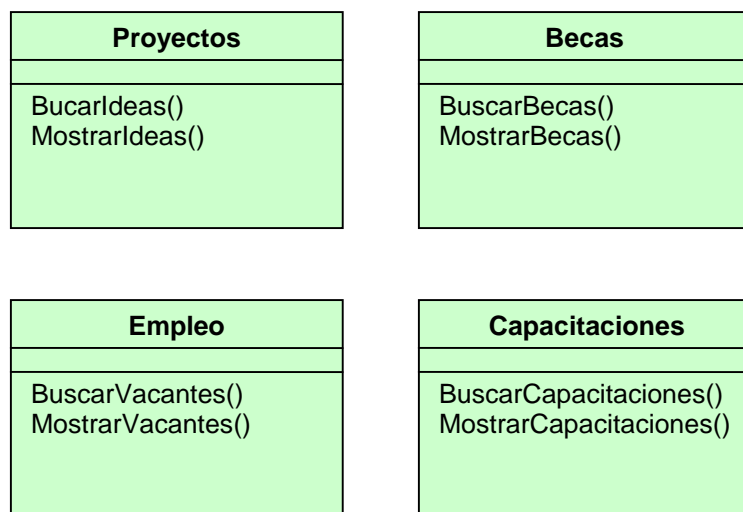 Proyectos
BucarIdeas()
MostrarIdeas()
Becas
BuscarBecas()
MostrarBecas()
Empleo
BuscarVacantes()
MostrarVacantes()
Capacitaciones
BuscarCapacitaciones()
MostrarCapacitaciones()